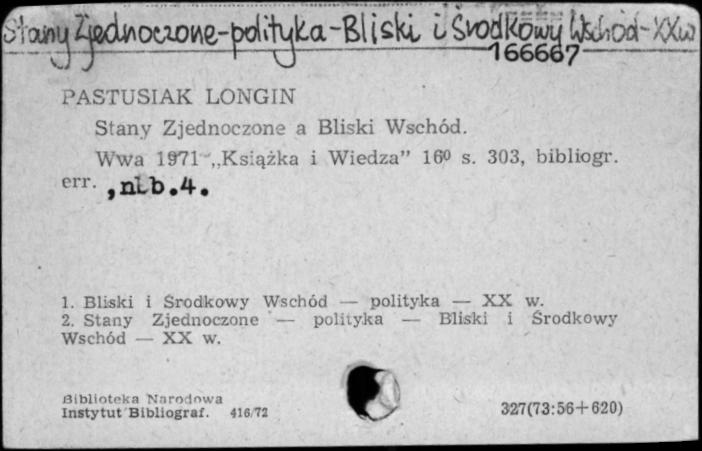 Stany Zjednoczone-polityka-Bliski i Środkowy Wschód-XXw
166667
PASTUSIAK LONGIN
Stany Zjednoczone a Bliski Wschód.
Wwa 1971 „Książka i Wiedza” 16⁰ s. 303, bibliogr.
err. , nlb.4.
1. Bliski i Środkowy Wschód — polityka — XX w.
2. Stany Zjednoczone — polityka — Bliski i Środkowy
Wschód — XX w.
Biblioteka Narodowa
Instytut Bibliograf. 416/72
327(73:56+620)